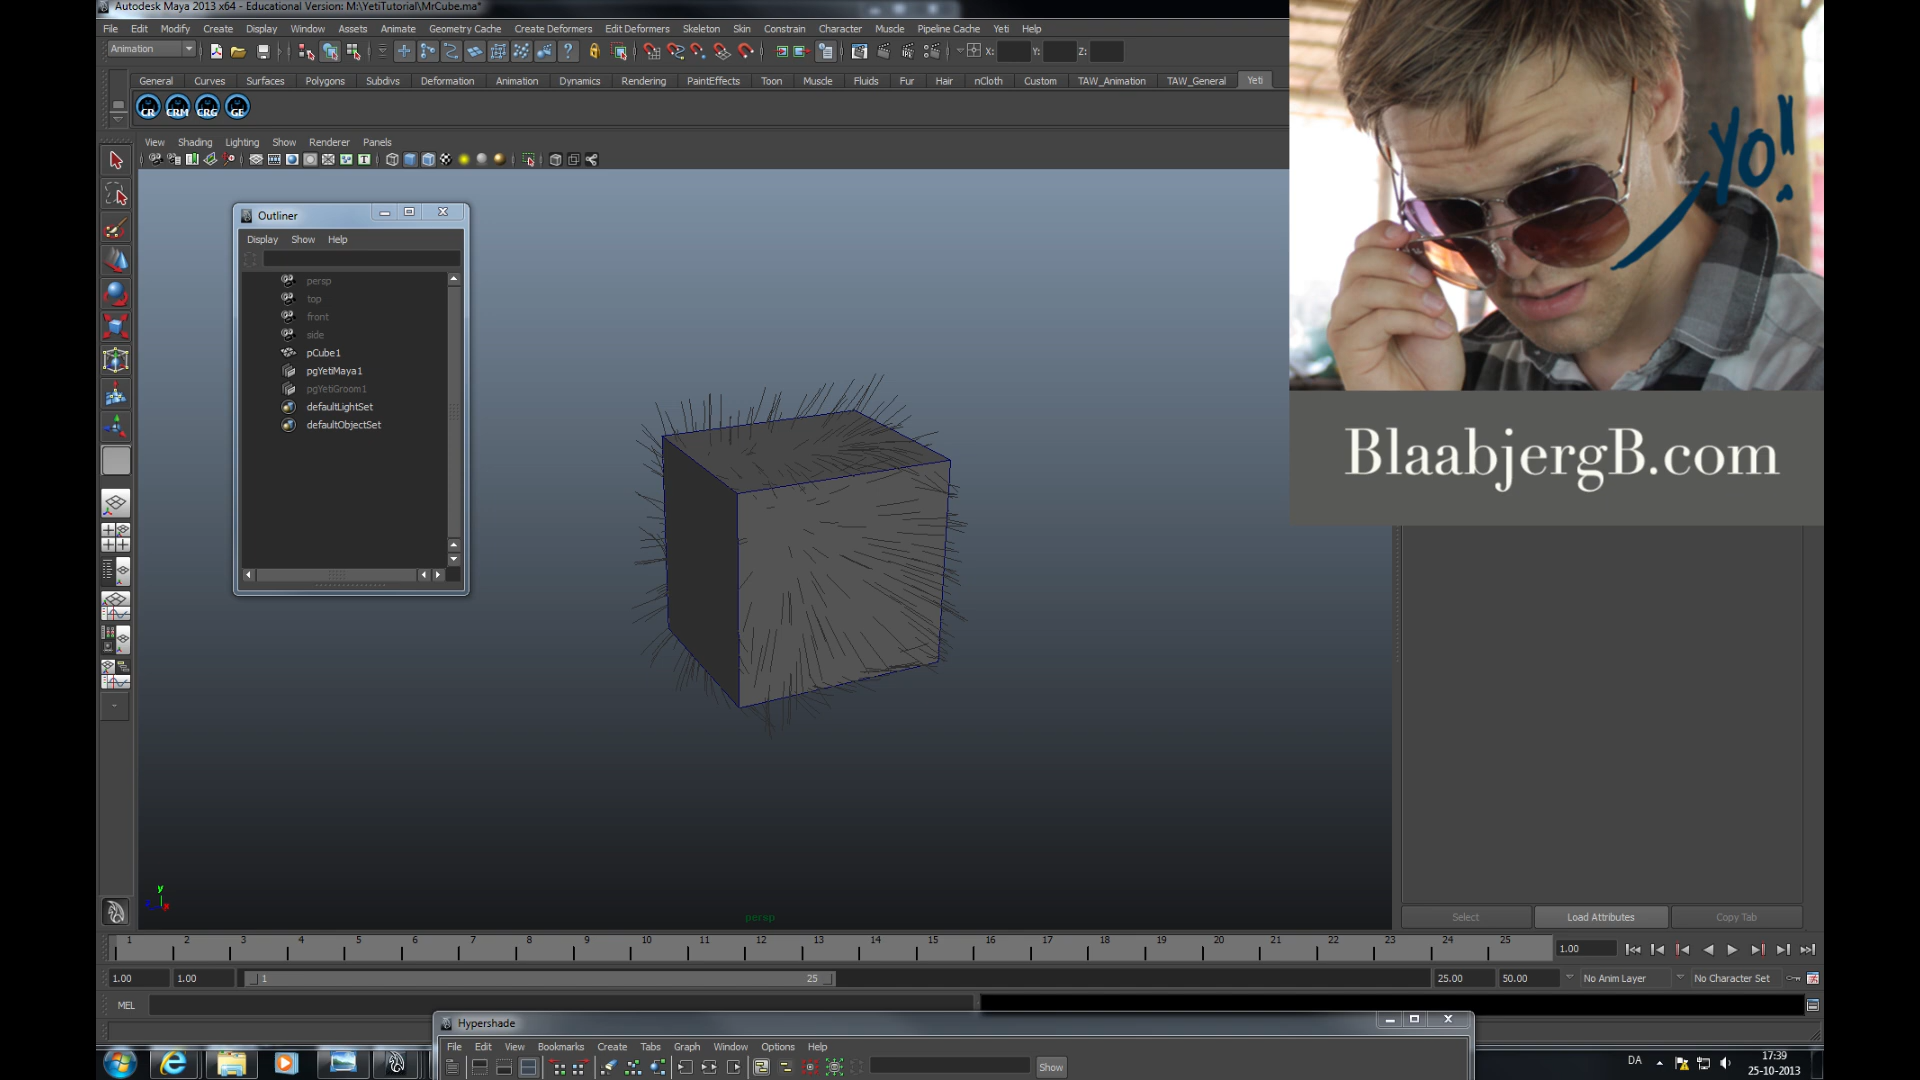 Autodesk Maya 2013 x64 - Educational Version: M:\YetiTutorial\MrCube.ma*
File Edit Modify Create Display Window Assets Animate Geometry Cache Create Deformers Edit Deformers Skeleton Skin Constrain Character Muscle Pipeline Cache Yeti Help
Animation X: Y: Z:
General Curves Surfaces Polygons Subdivs Deformation Animation Dynamics Rendering PaintEffects Toon Muscle Fluids Fur Hair nCloth Custom TAW_Animation TAW_General Yeti
CR CRM CRG GE
View Shading Lighting Show Renderer Panels
YO!!
Outliner
Display Show Help
persp
top
front
side
pCube1
pgYetiMaya1
pgYetiGroom1
defaultLightSet
defaultObjectSet
BlaabjergB.com
y
persp
Select Load Attributes Copy Tab
1 2 3 4 5 6 7 8 9 10 11 12 13 14 15 16 17 18 19 20 21 22 23 24 25 1.00
1.00 1.00 1 25 25.00 50.00 No Anim Layer No Character Set
MEL
Hypershade
File Edit View Bookmarks Create Tabs Graph Window Options Help
Show
DA 17:39
25-10-2013